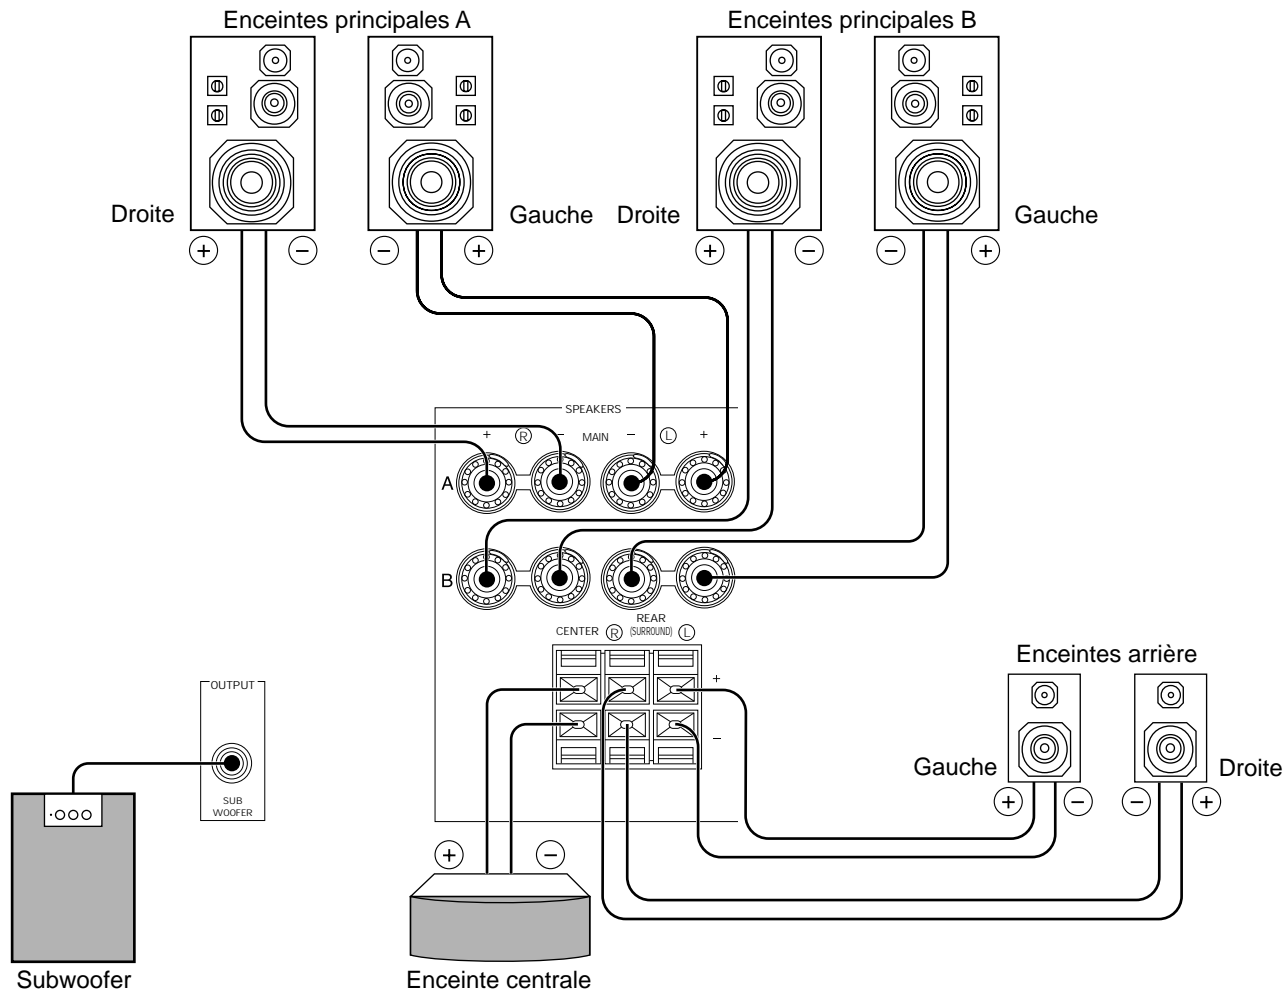 Enceintes principales A
Enceintes principales B
Droite
Gauche
Droite
Gauche
+ − − + + − − +
SPEAKERS
+ R − MAIN − L +
A
B
REAR
CENTER R (SURROUND) L
+
−
Enceintes arrière
Gauche
Droite
+ − − +
OUTPUT
SUB
WOOFER
+ −
Subwoofer
Enceinte centrale